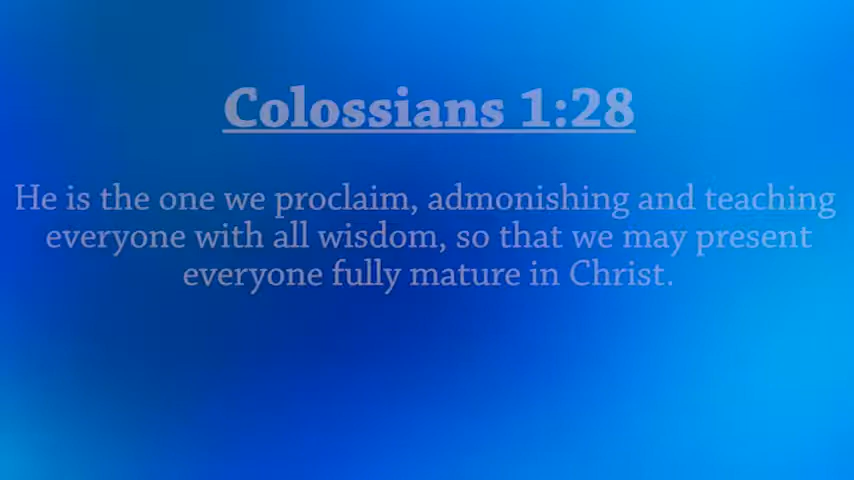 Colossians 1:28
He is the one we proclaim, admonishing and teaching
everyone with all wisdom, so that we may present
everyone fully mature in Christ.